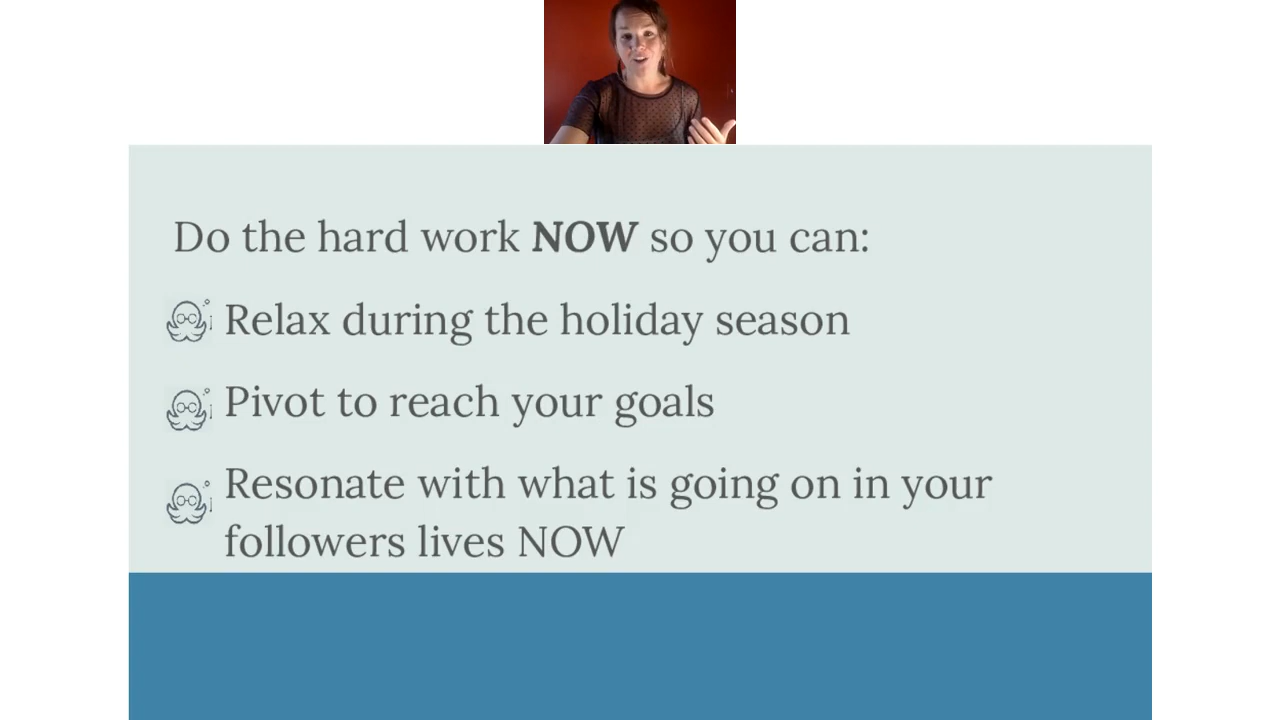 Do the hard work NOW so you can:
Relax during the holiday season
Pivot to reach your goals
Resonate with what is going on in your
followers lives NOW